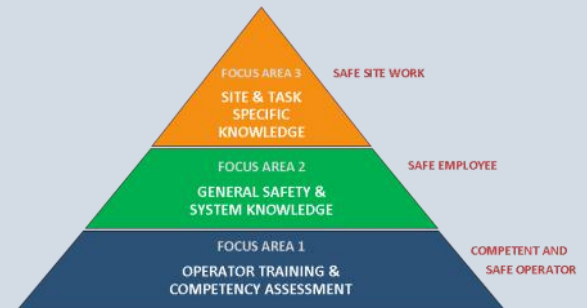 FOCUS AREA 3
SAFE SITE WORK
SITE & TASK
SPECIFIC
KNOWLEDGE
FOCUS AREA 2
SAFE EMPLOYEE
GENERAL SAFETY &
SYSTEM KNOWLEDGE
FOCUS AREA 1
COMPETENT AND
SAFE OPERATOR
OPERATOR TRAINING &
COMPETENCY ASSESSMENT